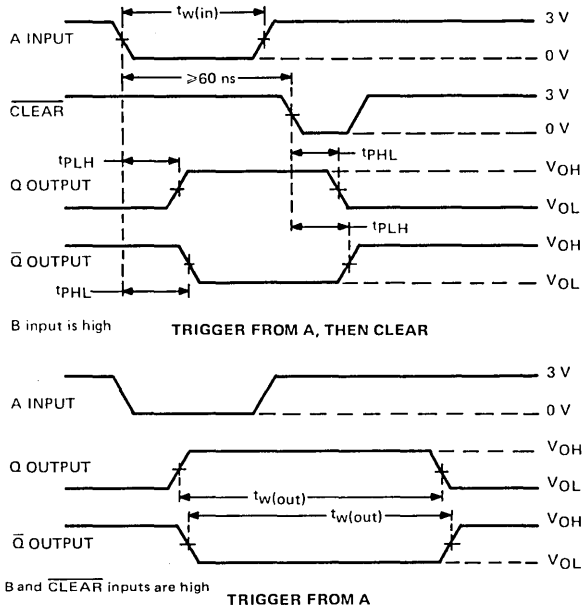 tw(in)
A INPUT
3 V
0 V
⩾60 ns
CLEAR
3 V
0 V
tPLH
tPHL
Q OUTPUT
VOH
VOL
tPLH
Q̅ OUTPUT
VOH
VOL
tPHL
B input is high
TRIGGER FROM A, THEN CLEAR
A INPUT
3 V
0 V
Q OUTPUT
VOH
VOL
tw(out)
tw(out)
Q̅ OUTPUT
VOH
VOL
B and CLEAR inputs are high
TRIGGER FROM A